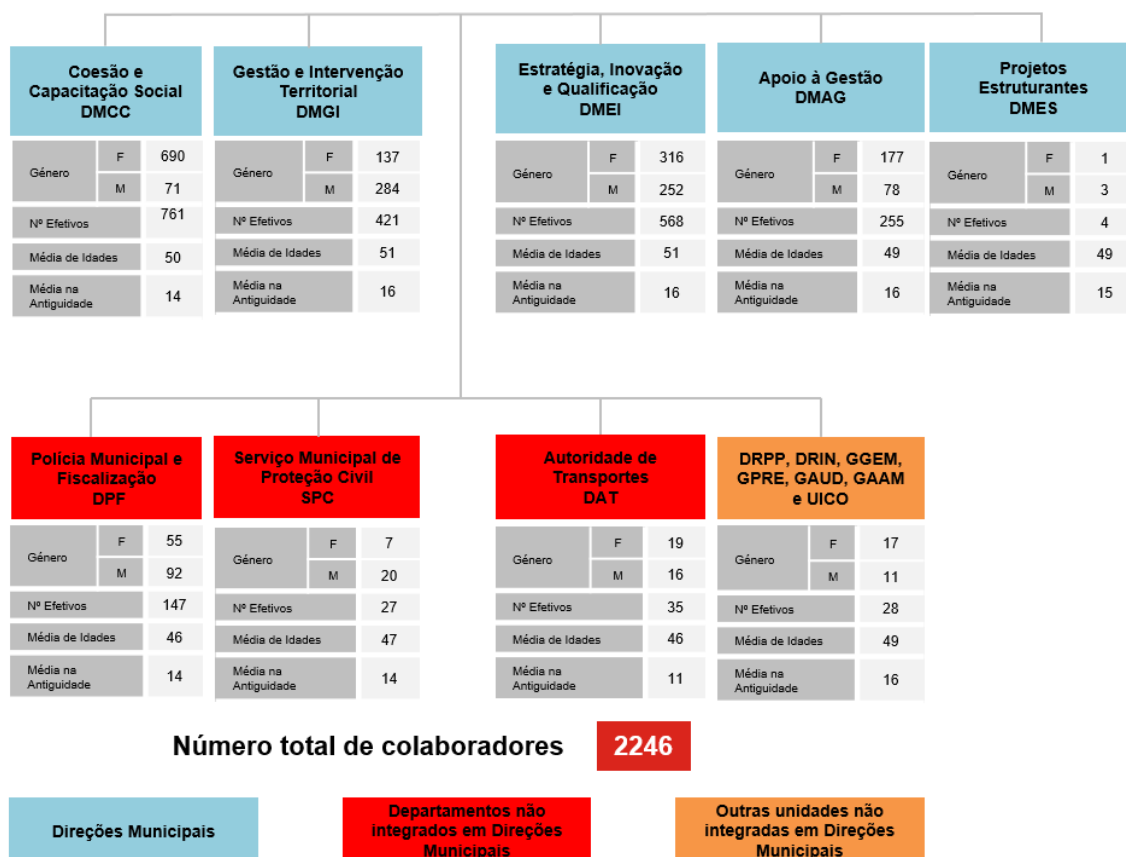 Coesão e
Capacitação Social
DMCC
Género
F
690
M
71
Nº Efetivos
761
Média de Idades
50
Média na
Antiguidade
14
Gestão e Intervenção
Territorial
DMGI
Género
F
137
M
284
Nº Efetivos
421
Média de Idades
51
Média na
Antiguidade
16
Estratégia, Inovação
e Qualificação
DMEI
Género
F
316
M
252
Nº Efetivos
568
Média de Idades
51
Média na
Antiguidade
16
Apoio à Gestão
DMAG
Género
F
177
M
78
Nº Efetivos
255
Média de Idades
49
Média na
Antiguidade
16
Projetos
Estruturantes
DMES
Género
F
1
M
3
Nº Efetivos
4
Média de Idades
49
Média na
Antiguidade
15
Polícia Municipal e
Fiscalização
DPF
Género
F
55
M
92
Nº Efetivos
147
Média de Idades
46
Média na
Antiguidade
14
Serviço Municipal de
Proteção Civil
SPC
Género
F
7
M
20
Nº Efetivos
27
Média de Idades
47
Média na
Antiguidade
14
Autoridade de
Transportes
DAT
Género
F
19
M
16
Nº Efetivos
35
Média de Idades
46
Média na
Antiguidade
11
DRPP, DRIN, GGEM,
GPRE, GAUD, GAAM
e UICO
Género
F
17
M
11
Nº Efetivos
28
Média de Idades
49
Média na
Antiguidade
16
Número total de colaboradores 2246
Direções Municipais
Departamentos não
integrados em Direções
Municipais
Outras unidades não
integradas em Direções
Municipais